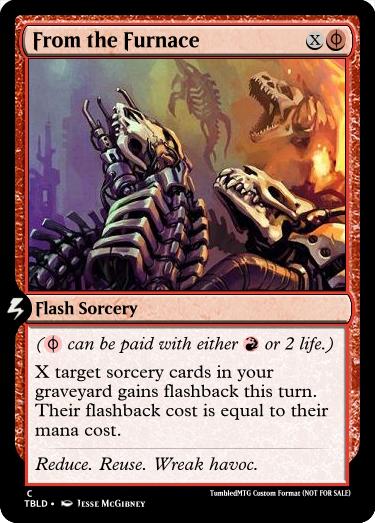 From the Furnace X
Flash Sorcery
( can be paid with either or 2 life.)
X target sorcery cards in your
graveyard gains flashback this turn.
Their flashback cost is equal to their
mana cost.
Reduce. Reuse. Wreak havoc.
C
TBLD • Jesse McGibney
TumbledMTG Custom Format (NOT FOR SALE)